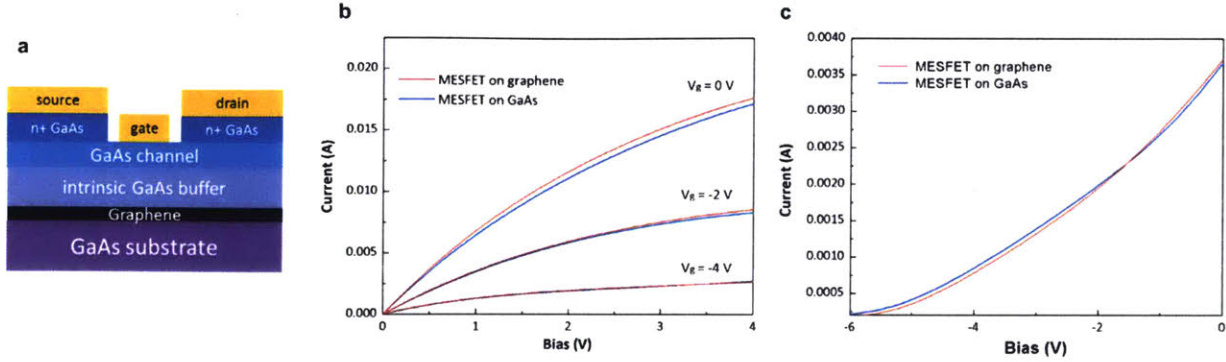 a
source
drain
gate
n+ GaAs
n+ GaAs
GaAs channel
intrinsic GaAs buffer
Graphene
GaAs substrate
b
MESFET on graphene
MESFET on GaAs
Vg = 0 V
Vg = -2 V
Vg = -4 V
0.020
0.015
0.010
0.005
0.000
Current (A)
0
1
2
3
4
Bias (V)
c
MESFET on graphene
MESFET on GaAs
0.0040
0.0035
0.0030
0.0025
0.0020
0.0015
0.0010
0.0005
Current (A)
-6
-4
-2
0
Bias (V)